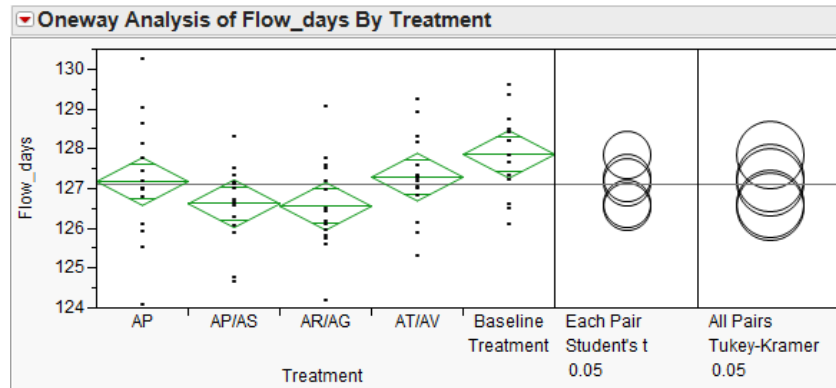 Oneway Analysis of Flow_days By Treatment
130
129
128
127
126
125
124
Flow_days
AP
AP/AS
AR/AG
AT/AV
Baseline
Treatment
Treatment
Each Pair
Student's t
0.05
All Pairs
Tukey-Kramer
0.05